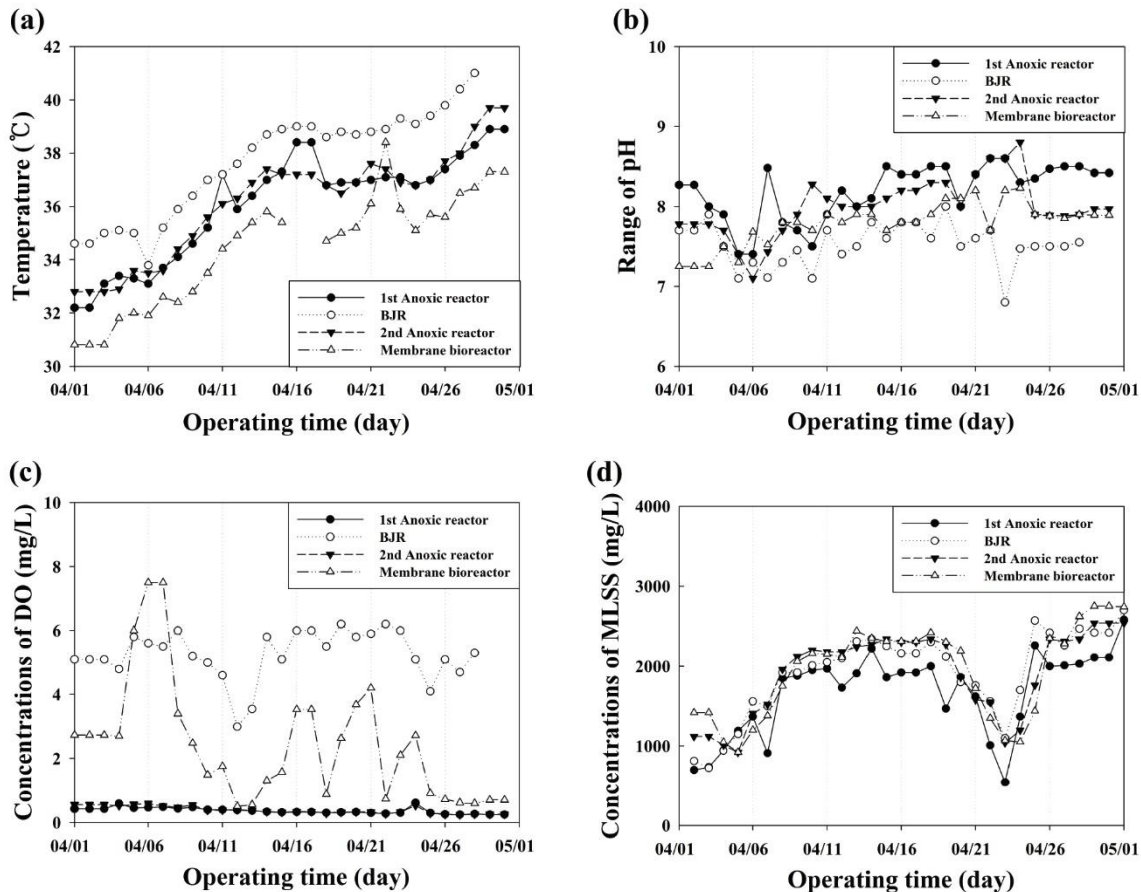 (a)
42
40
38
36
34
32
30
Temperature (℃)
1st Anoxic reactor
BJR
2nd Anoxic reactor
Membrane bioreactor
04/01 04/06 04/11 04/16 04/21 04/26 05/01
Operating time (day)
(b)
10
9
8
7
6
Range of pH
1st Anoxic reactor
BJR
2nd Anoxic reactor
Membrane bioreactor
04/01 04/06 04/11 04/16 04/21 04/26 05/01
Operating time (day)
(c)
10
8
6
4
2
0
Concentrations of DO (mg/L)
1st Anoxic reactor
BJR
2nd Anoxic reactor
Membrane bioreactor
04/01 04/06 04/11 04/16 04/21 04/26 05/01
Operating time (day)
(d)
4000
3000
2000
1000
0
Concentrations of MLSS (mg/L)
1st Anoxic reactor
BJR
2nd Anoxic reactor
Membrane bioreactor
04/01 04/06 04/11 04/16 04/21 04/26 05/01
Operating time (day)